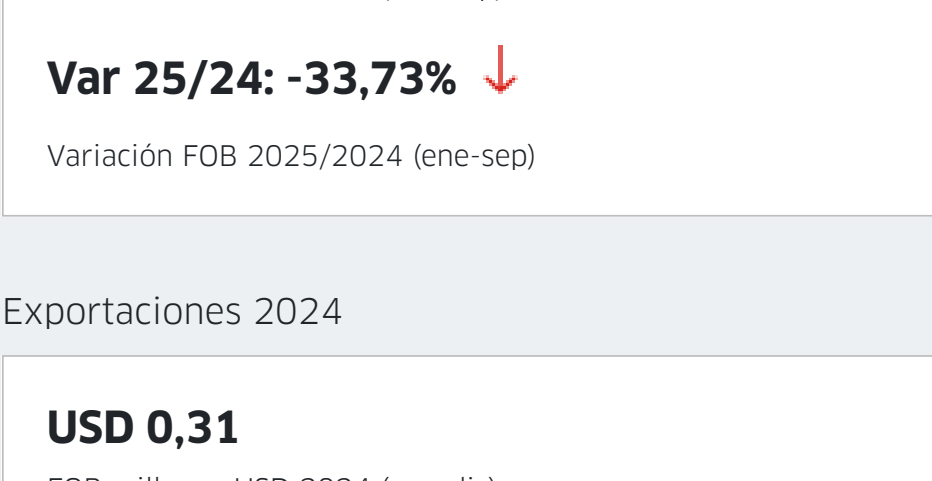 Var 25/24: -33,73%
Variación FOB 2025/2024 (ene-sep)
Exportaciones 2024
USD 0,31